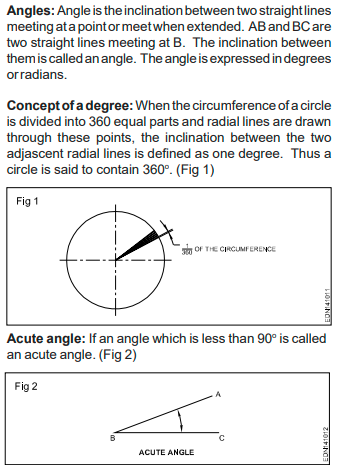 Angles: Angle is the inclination between two straight lines
meeting at a point or meet when extended. AB and BC are
two straight lines meeting at B. The inclination between
them is called an angle. The angle is expressed in degrees
or radians.
Concept of a degree: When the circumference of a circle
is divided into 360 equal parts and radial lines are drawn
through these points, the inclination between the two
adjascent radial lines is defined as one degree. Thus a
circle is said to contain 360º. (Fig 1)
Fig 1
1/360 OF THE CIRCUMFERENCE
EDNN141011
Acute angle: If an angle which is less than 90º is called
an acute angle. (Fig 2)
Fig 2
A
B
C
ACUTE ANGLE
EDNN141012